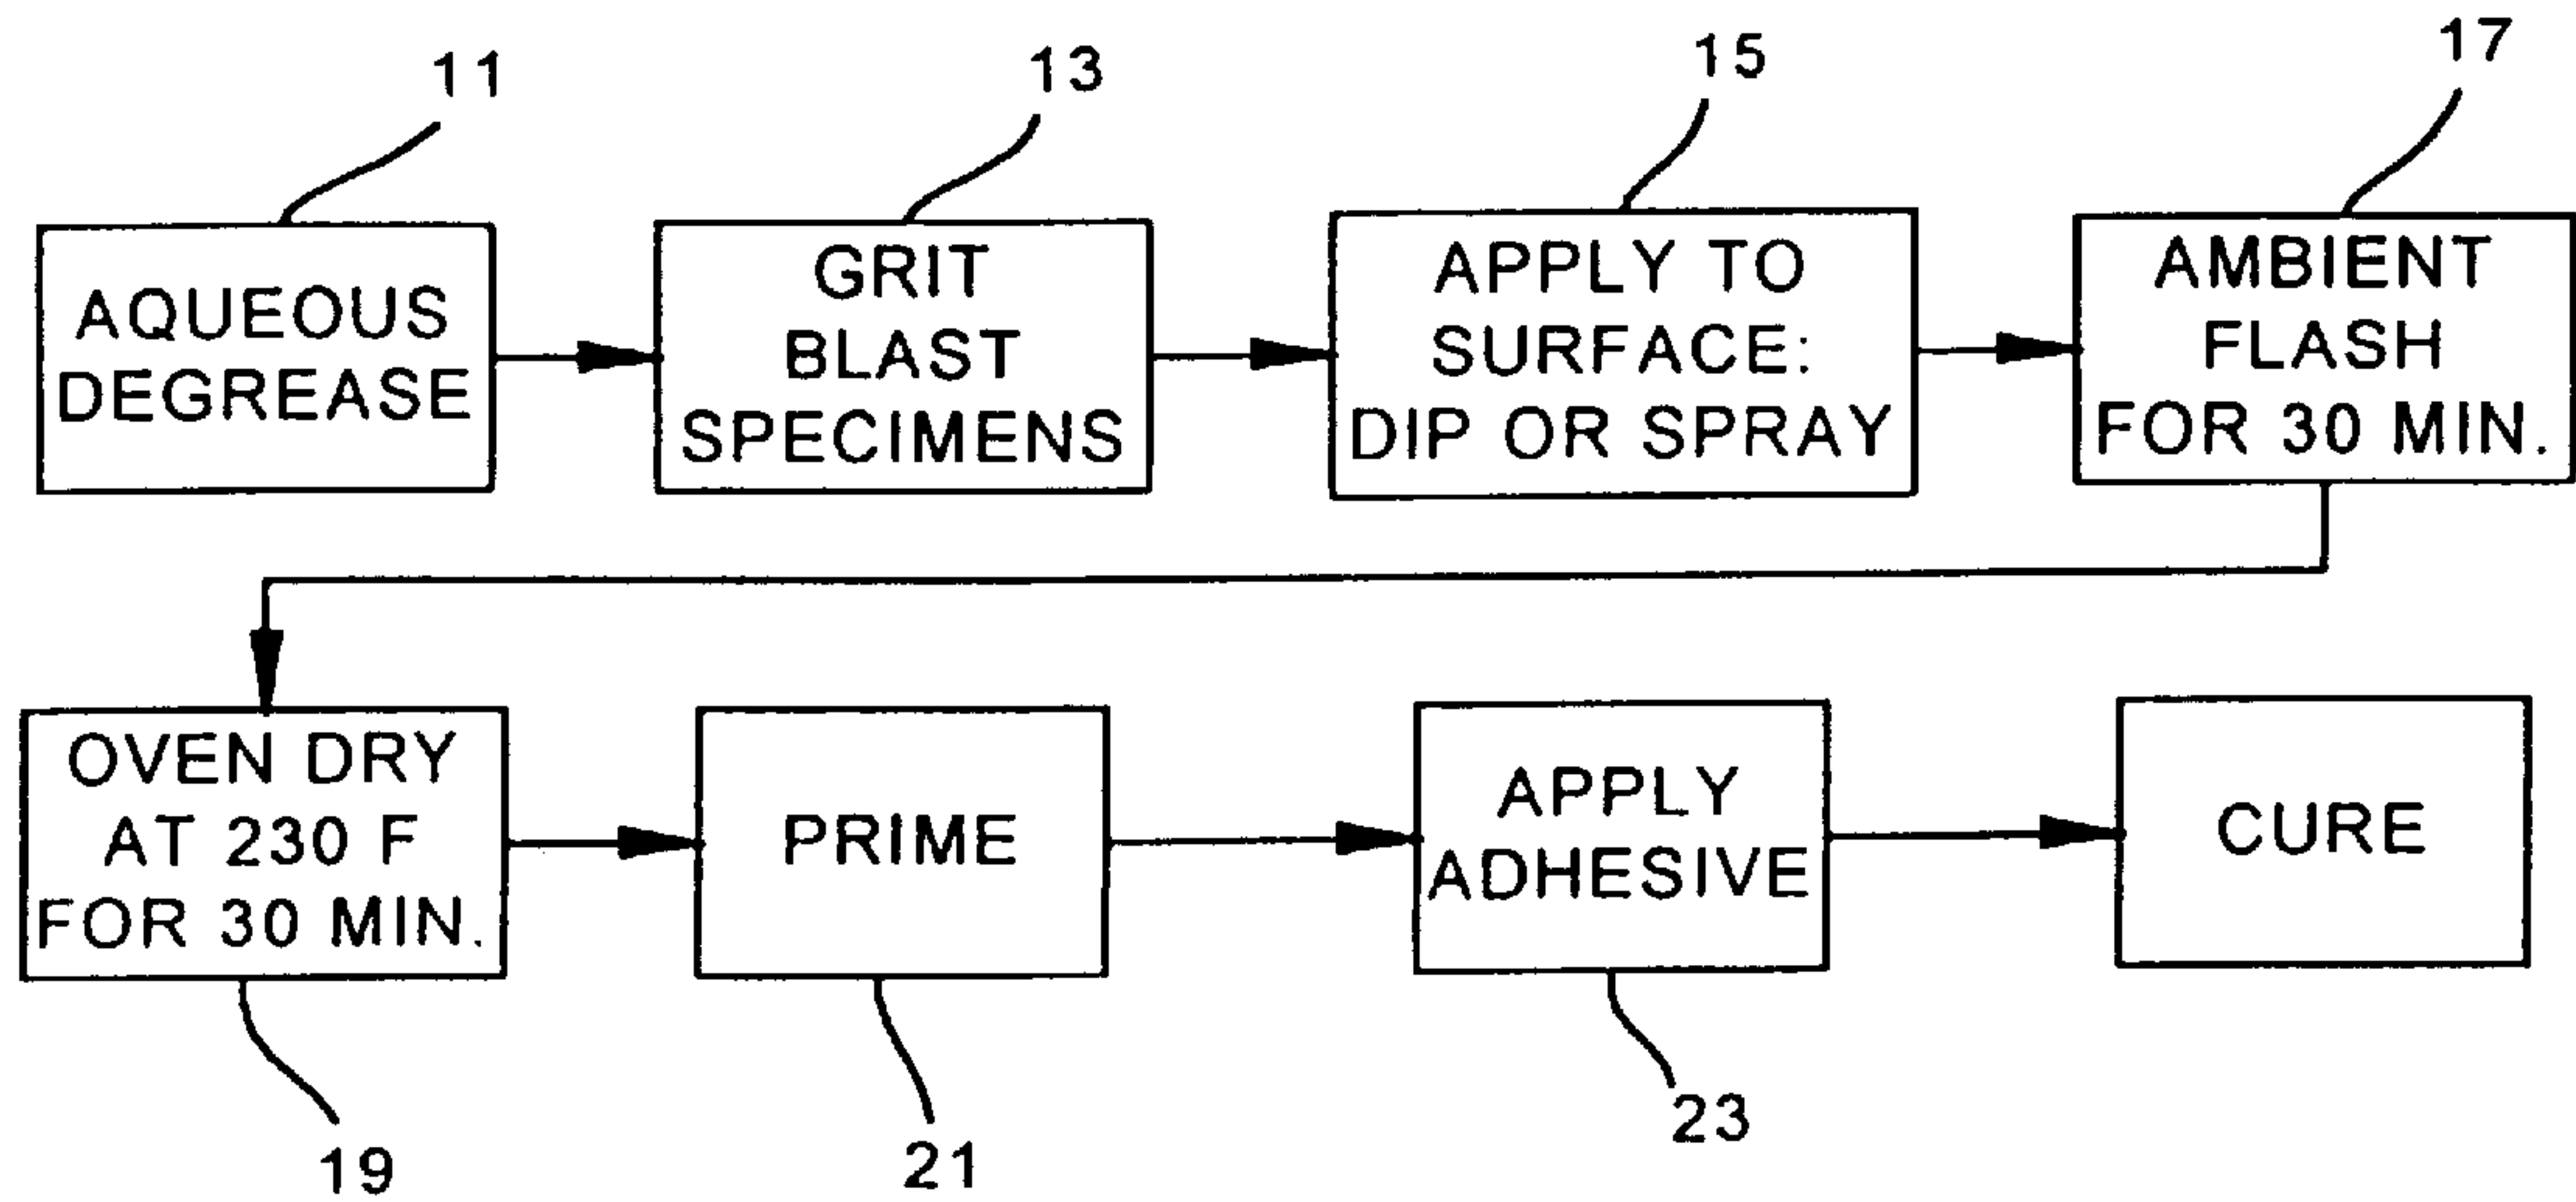 11
13
15
17
AQUEOUS
DEGREASE
GRIT
BLAST
SPECIMENS
APPLY TO
SURFACE:
DIP OR SPRAY
AMBIENT
FLASH
FOR 30 MIN.
OVEN DRY
AT 230 F
FOR 30 MIN.
PRIME
APPLY
ADHESIVE
CURE
19
21
23